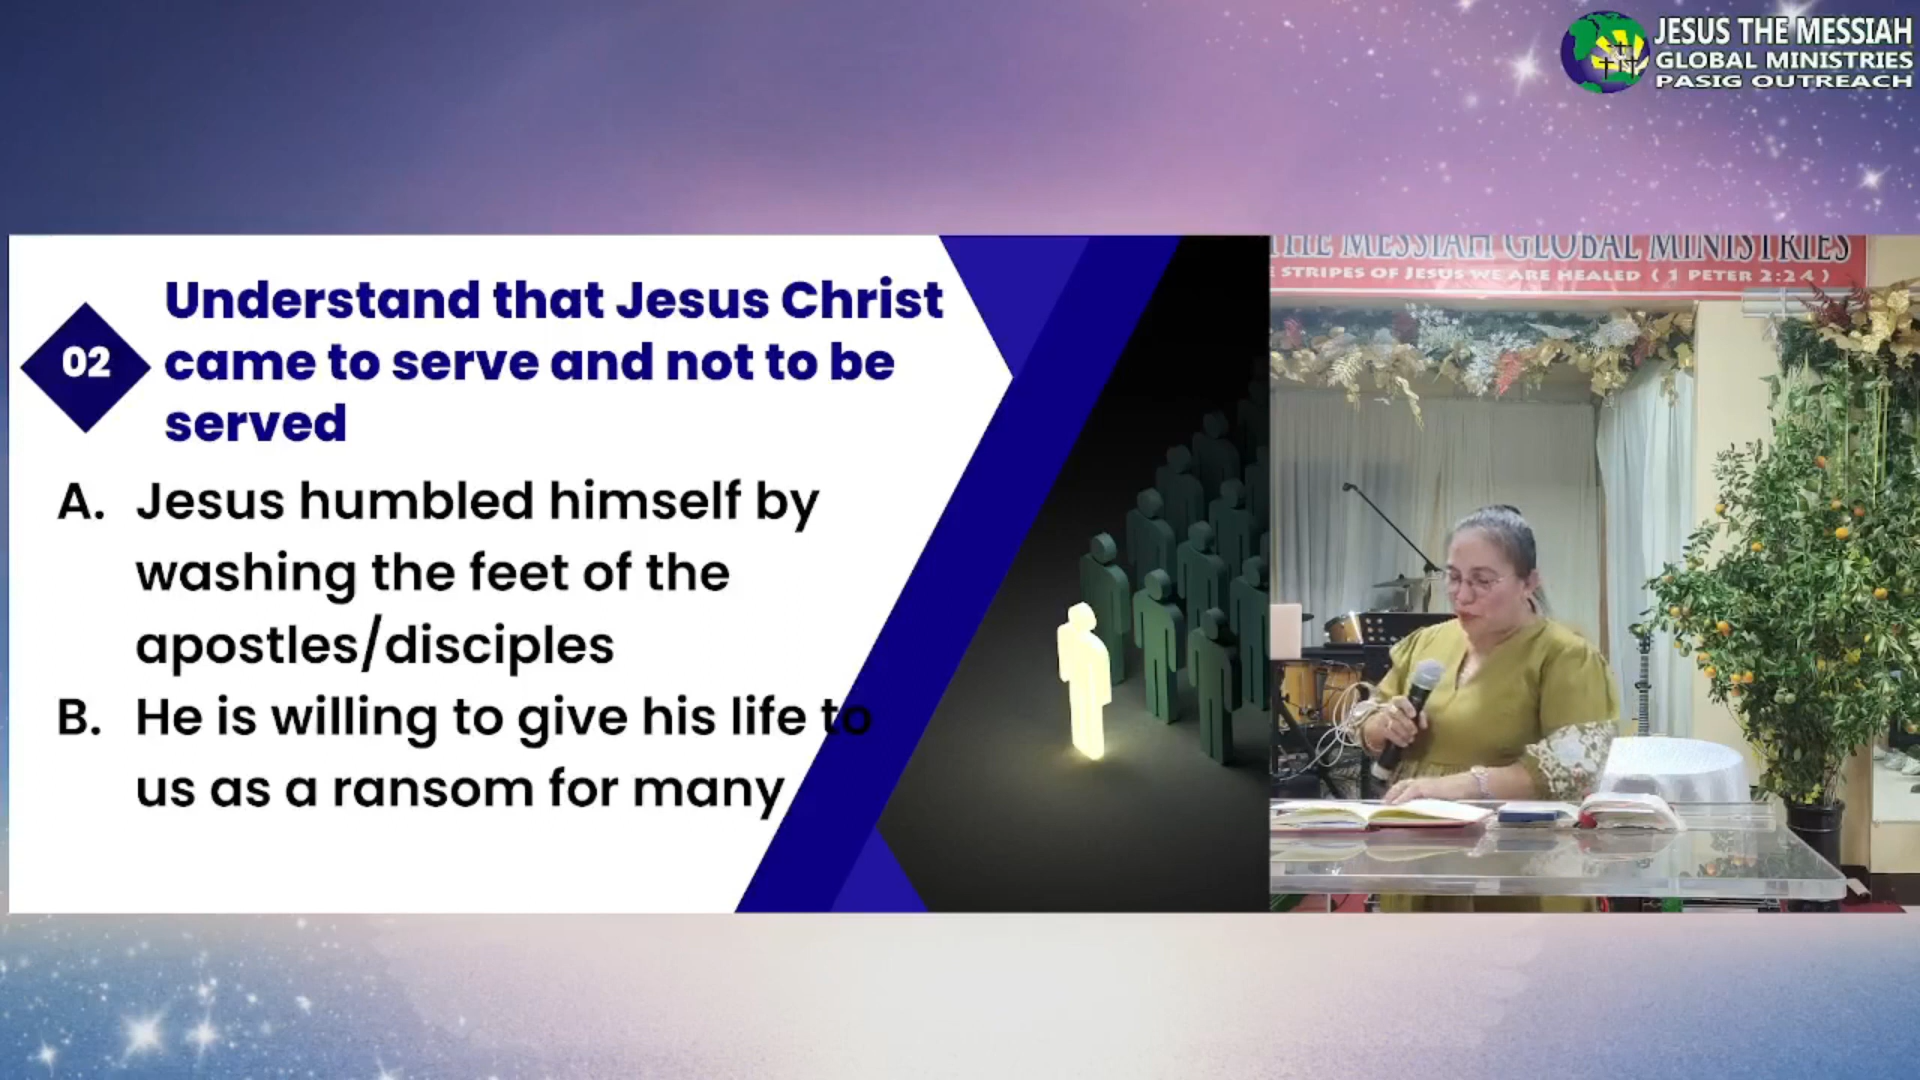 JESUS THE MESSIAH
GLOBAL MINISTRIES
PASIG OUTREACH
02
Understand that Jesus Christ
came to serve and not to be
served
A. Jesus humbled himself by
washing the feet of the
apostles/disciples
B. He is willing to give his life to
us as a ransom for many
THE MESSIAH GLOBAL MINISTRIES
STRIPES OF JESUS WE ARE HEALED ( 1 PETER 2:24 )